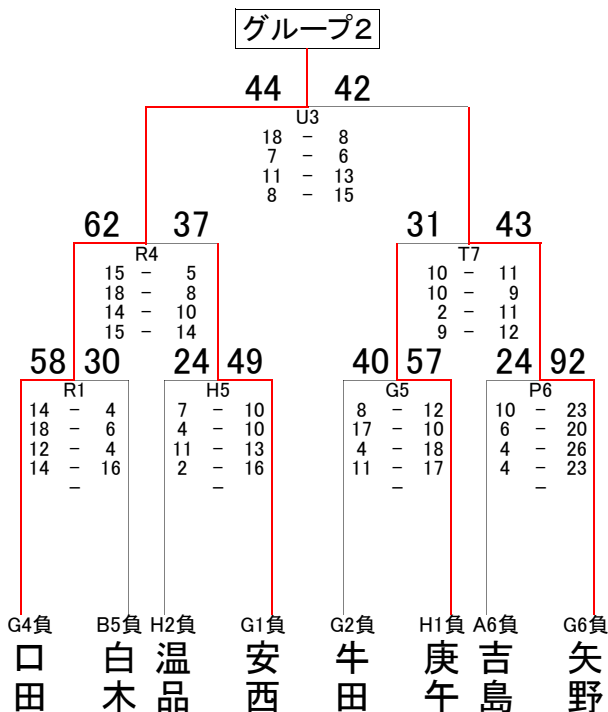 グループ2
44 42
U3
18 － 8
7 － 6
11 － 13
8 － 15
62 37 31 43
R4 T7
15 － 5 10 － 11
18 － 8 10 － 9
14 － 10 2 － 11
15 － 14 9 － 12
58 30 24 49 40 57 24 92
R1 H5 G5 P6
14 － 4 7 － 10 8 － 12 10 － 23
18 － 6 4 － 10 17 － 10 6 － 20
12 － 4 11 － 13 4 － 18 4 － 26
14 － 16 2 － 16 11 － 17 4 － 23
－ － － －
G4負 B5負 H2負 G1負 G2負 H1負 A6負 G6負
口田 白木 温品 安西 牛田 庚午 吉島 矢野